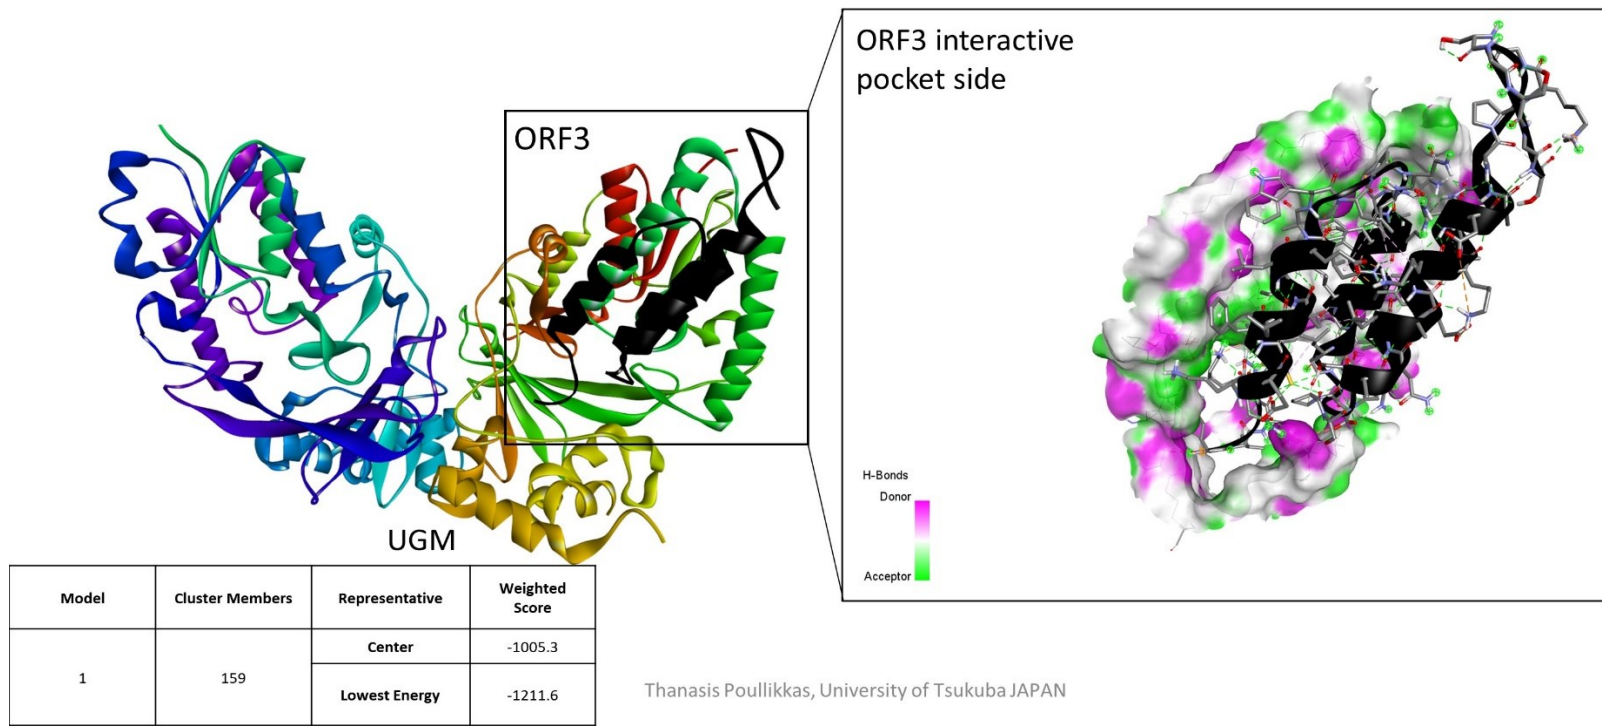 ORF3 interactive
pocket side
ORF3
UGM
H-Bonds
Donor
Acceptor
Model Cluster Members Representative Weighted
Score
1 159 Center -1005.3
Lowest Energy -1211.6
Thanasis Poullikkas, University of Tsukuba JAPAN